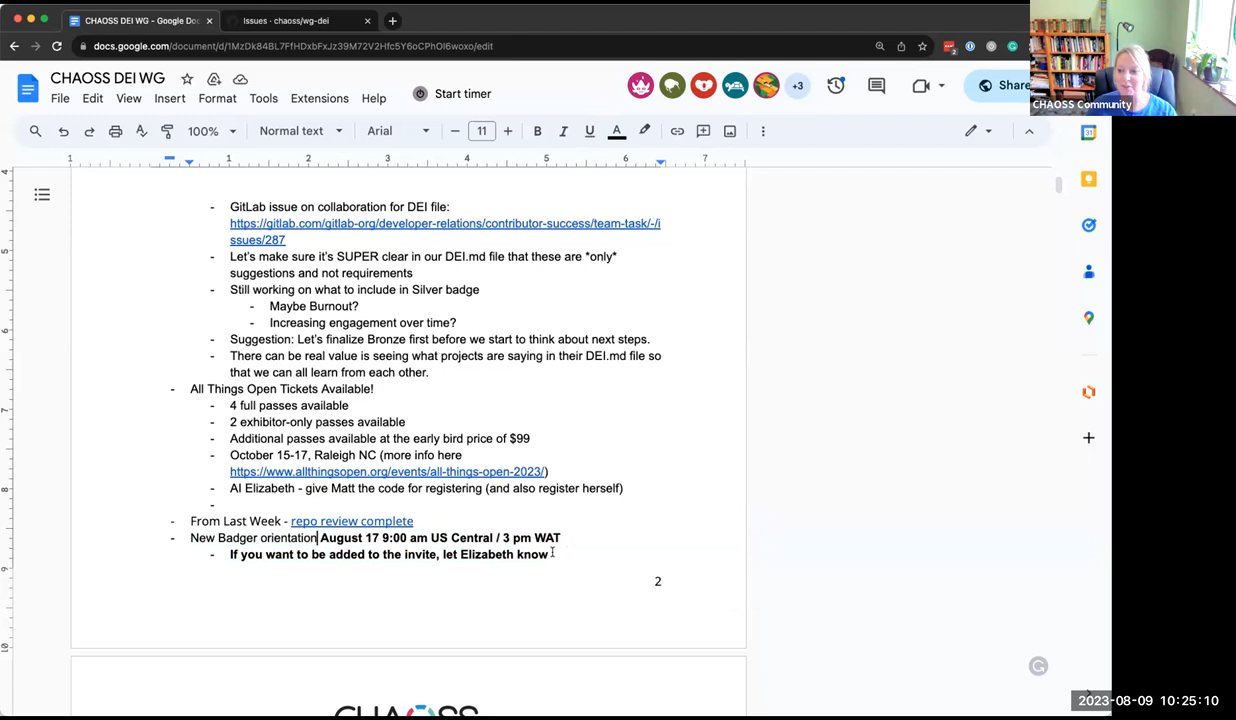 CHAOSS DEI WG - Google Doc
Issues · chaoss/wg-dei
docs.google.com/document/d/1MzDk84BL7FfHDxbFxJz39M72V2Hfc5Y6oCPhOl6woxo/edit
CHAOSS DEI WG
File Edit View Insert Format Tools Extensions Help
Start timer
+3
Share
CHAOSS Community
100%
Normal text
Arial
11
1 1 2 3 4 5 6 7
- GitLab issue on collaboration for DEI file:
https://gitlab.com/gitlab-org/developer-relations/contributor-success/team-task/-/i
ssues/287
- Let's make sure it's SUPER clear in our DEI.md file that these are *only*
suggestions and not requirements
- Still working on what to include in Silver badge
- Maybe Burnout?
- Increasing engagement over time?
- Suggestion: Let's finalize Bronze first before we start to think about next steps.
- There can be real value is seeing what projects are saying in their DEI.md file so
that we can all learn from each other.
- All Things Open Tickets Available!
- 4 full passes available
- 2 exhibitor-only passes available
- Additional passes available at the early bird price of $99
- October 15-17, Raleigh NC (more info here
https://www.allthingsopen.org/events/all-things-open-2023/)
- AI Elizabeth - give Matt the code for registering (and also register herself)
-
- From Last Week - repo review complete
- New Badger orientation August 17 9:00 am US Central / 3 pm WAT
- If you want to be added to the invite, let Elizabeth know
2
CHAOSS
2023-08-09 10:25:10